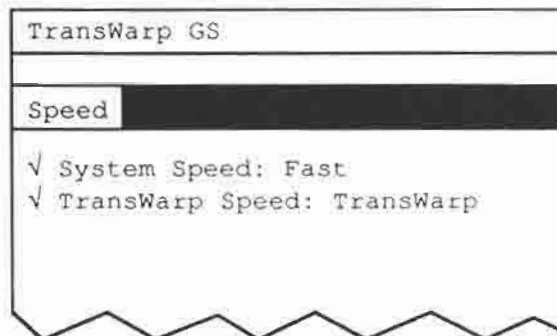 TransWarp GS
Speed
√ System Speed: Fast
√ TransWarp Speed: TransWarp